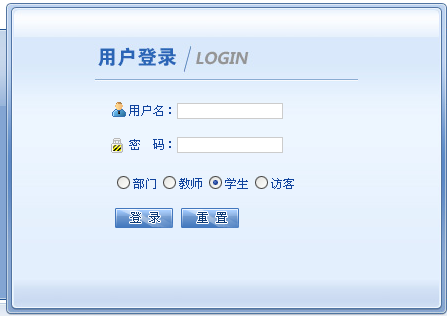 用户登录 LOGIN
用户名：
密 码：
部门 教师 学生 访客
登 录 重 置